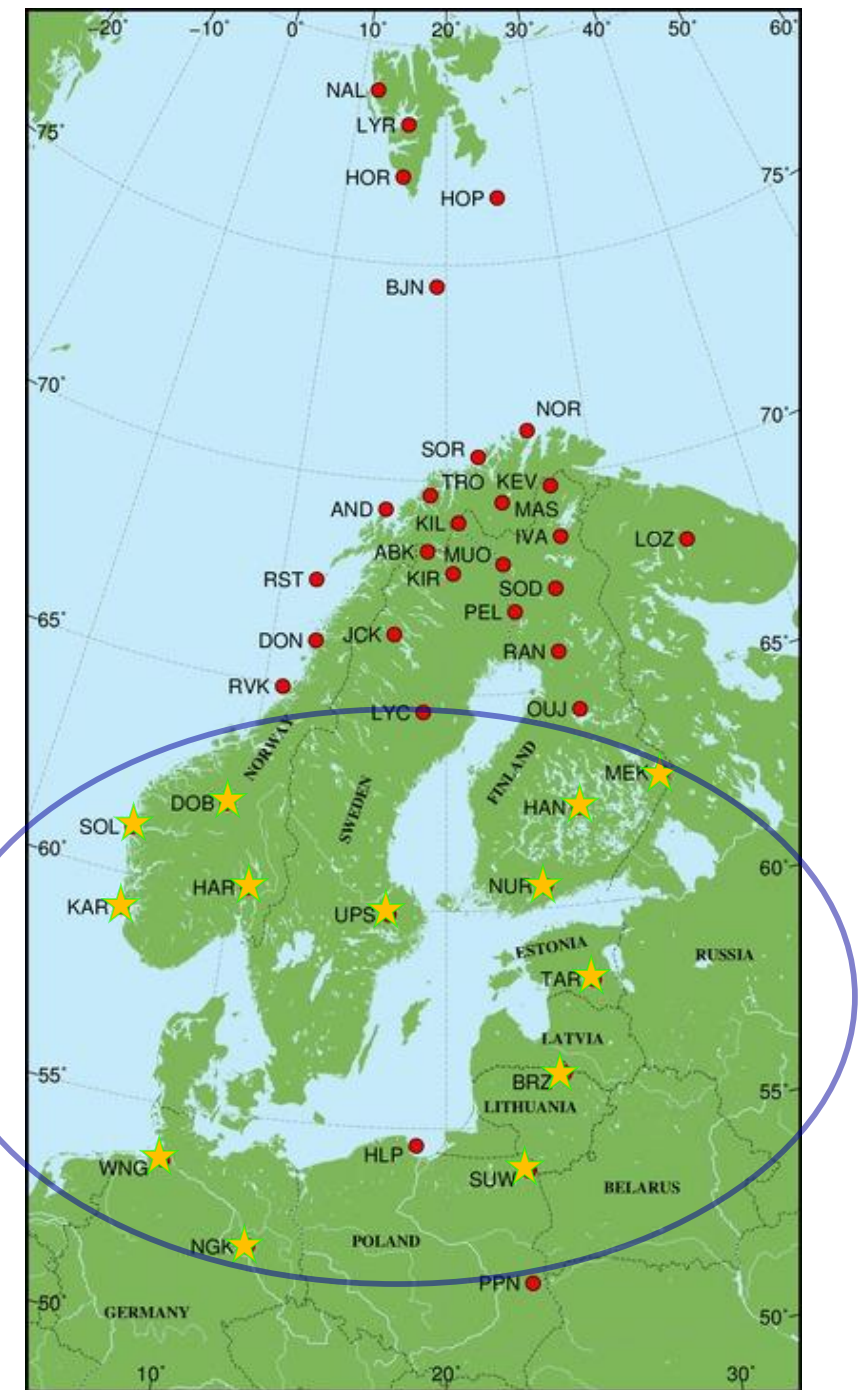 -20° -10° 0° 10° 20° 30° 40° 50° 60°
NAL
75°
LYR
HOR
75°
HOP
BJN
70°
NOR
70°
SOR
TRO KEV
AND
MAS
KIL
IVA
LOZ
ABK MUO
RST
KIR
SOD
PEL
65°
DON
JCK
65°
RAN
RVK
LYC
OUJ
NORWAY
FINLAND
MEK
SWEDEN
DOB
HAN
SOL
60°
60°
HAR
NUR
KAR
UPS
ESTONIA
RUSSIA
TAR
LATVIA
55°
BRZ
55°
LITHUANIA
HLP
WNG
SUW
BELARUS
NGK
POLAND
PPN
50°
GERMANY
50°
10° 20° 30°